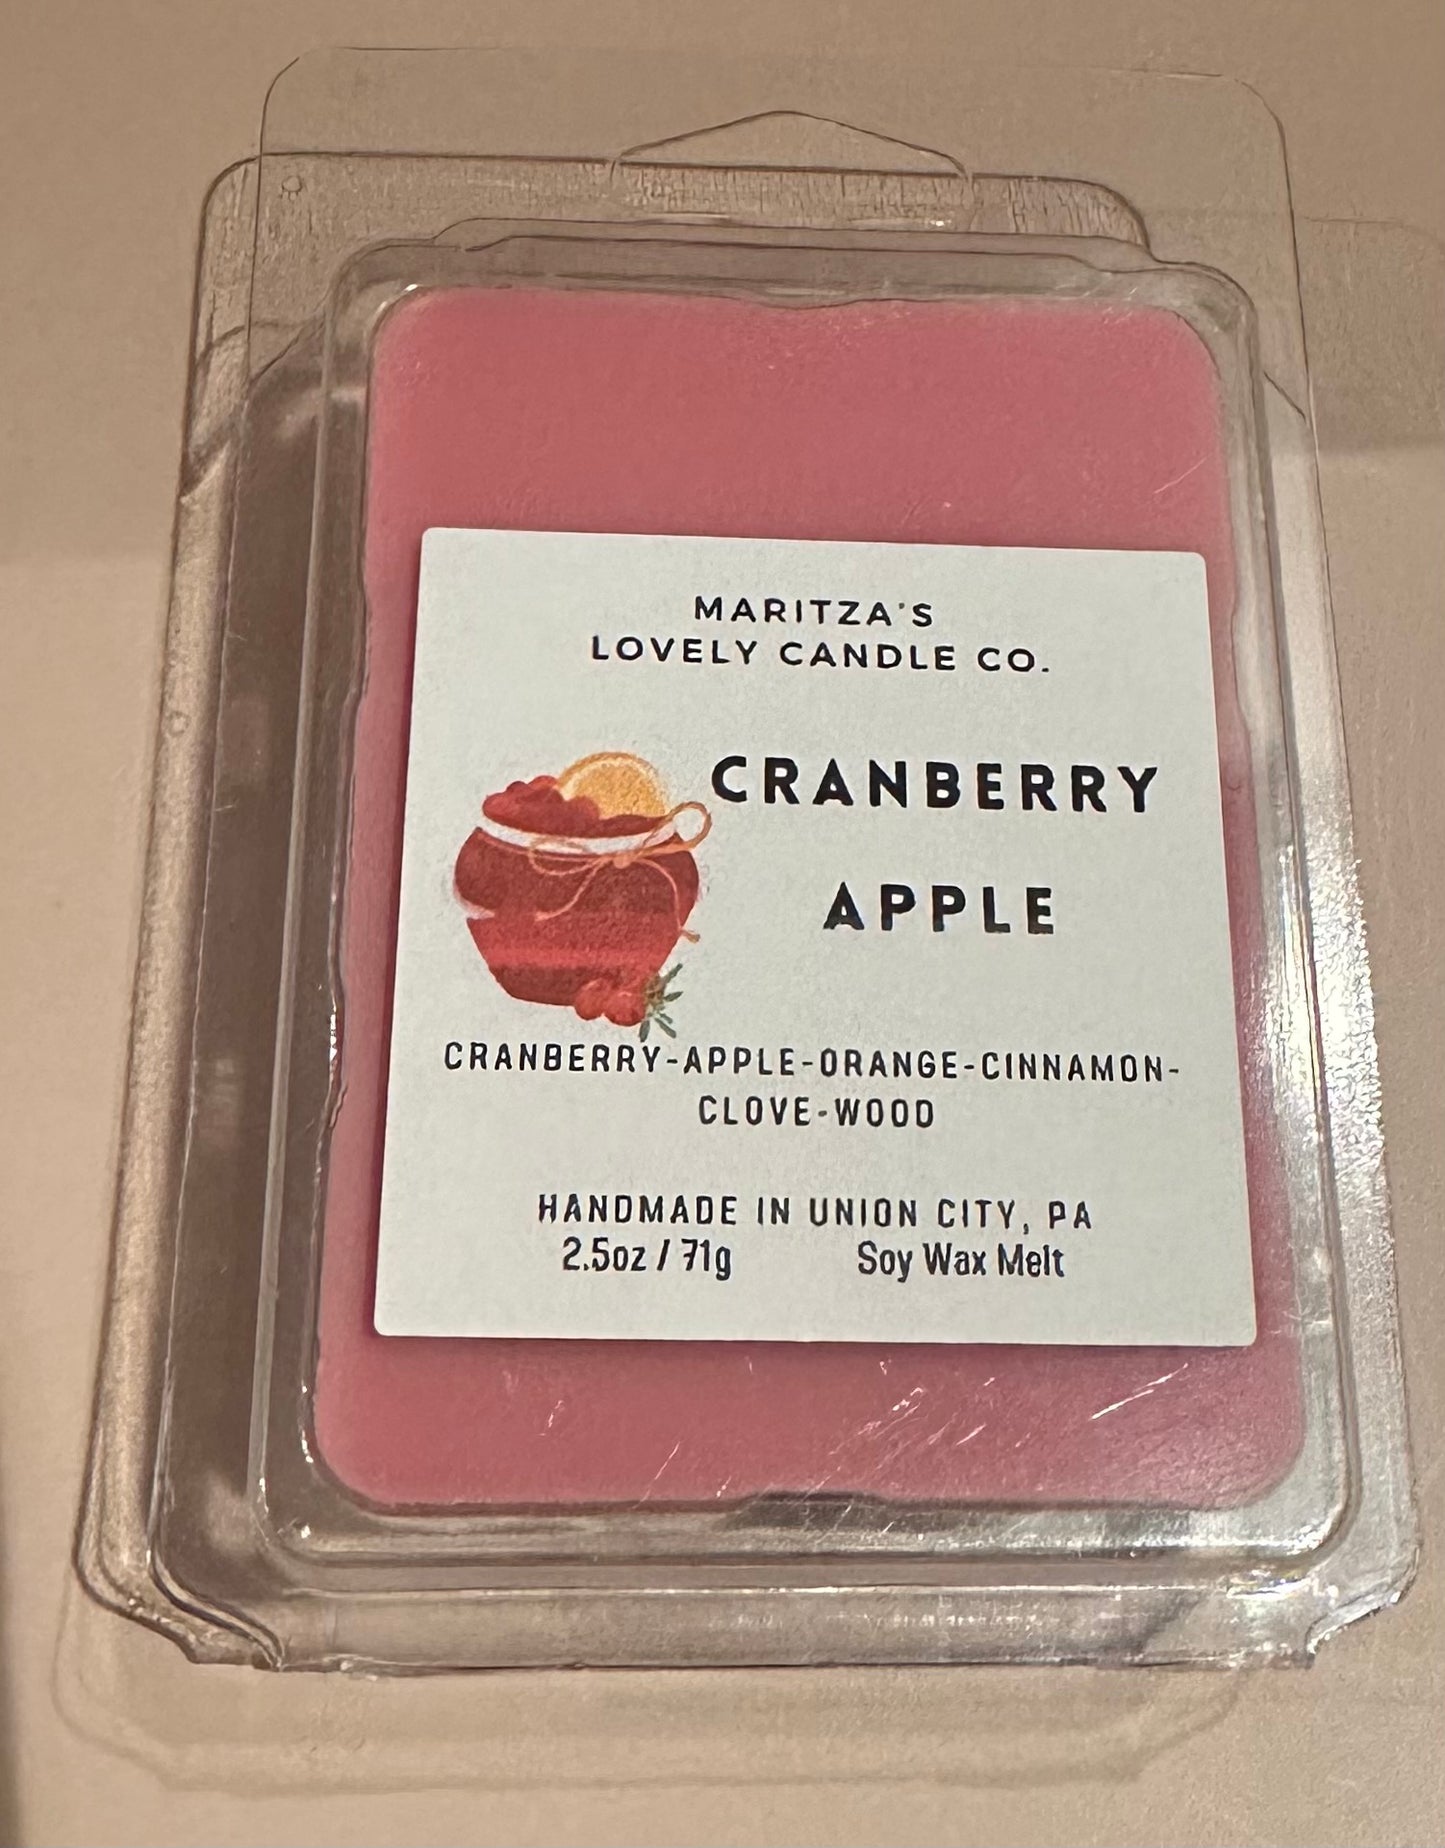 MARITZA'S
LOVELY CANDLE CO.
CRANBERRY
APPLE
CRANBERRY-APPLE-ORANGE-CINNAMON-
CLOVE-WOOD
HANDMADE IN UNION CITY, PA
2.5oz / 71g Soy Wax Melt